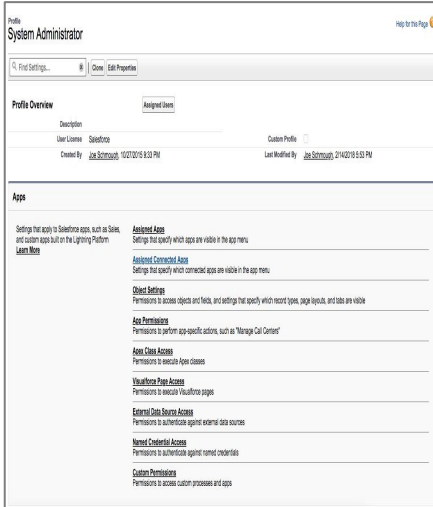 Profile
System Administrator
Help for this Page
Find Settings...
Clone
Edit Properties
Profile Overview
Assigned Users
Description
User License Salesforce
Custom Profile
Created By Joe Schmough, 10/27/2015 9:33 PM
Last Modified By Joe Schmough, 2/14/2018 5:53 PM
Apps
Settings that apply to Salesforce apps, such as Sales,
and custom apps built on the Lightning Platform
Learn More
Assigned Apps
Settings that specify which apps are visible in the app menu
Assigned Connected Apps
Settings that specify which connected apps are visible in the app menu
Object Settings
Permissions to access objects and fields, and settings that specify which record types, page layouts, and tabs are visible
App Permissions
Permissions to perform app-specific actions, such as "Manage Call Centers"
Apex Class Access
Permissions to execute Apex classes
Visualforce Page Access
Permissions to execute Visualforce pages
External Data Source Access
Permissions to authenticate against external data sources
Named Credential Access
Permissions to authenticate against named credentials
Custom Permissions
Permissions to access custom processes and apps